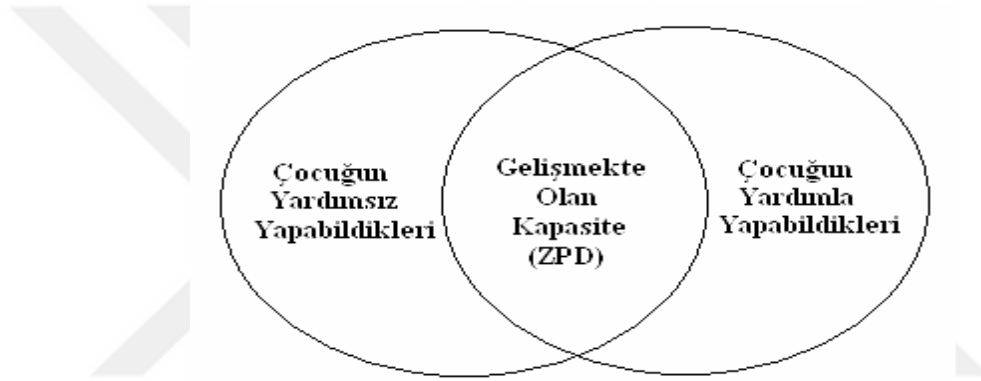 Çocuğun
Yardımsız
Yapabildikleri
Gelişmekte
Olan
Kapasite
(ZPD)
Çocuğun
Yardımla
Yapabildikleri